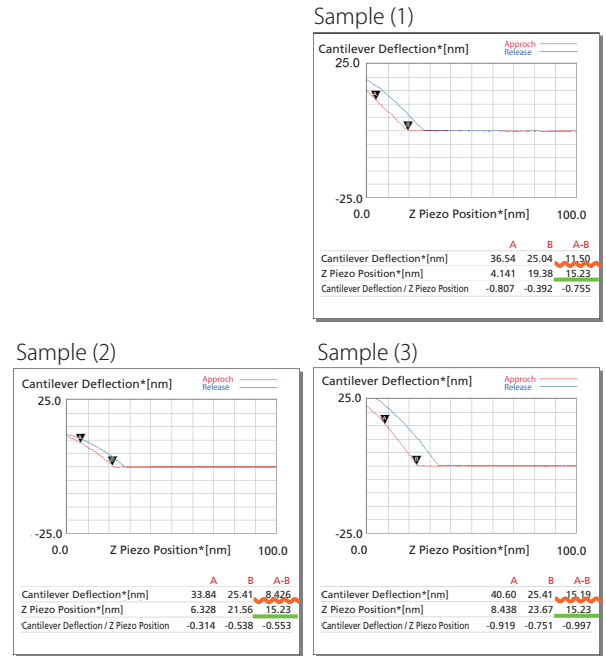 Sample (1)
Cantilever Deflection*[nm]
Approch
Release
25.0
A
B
-25.0
0.0 Z Piezo Position*[nm] 100.0
A B A-B
Cantilever Deflection*[nm] 36.54 25.04 11.50
Z Piezo Position*[nm] 4.141 19.38 15.23
Cantilever Deflection / Z Piezo Position -0.807 -0.392 -0.755
Sample (2)
Cantilever Deflection*[nm]
Approch
Release
25.0
A
B
-25.0
0.0 Z Piezo Position*[nm] 100.0
A B A-B
Cantilever Deflection*[nm] 33.84 25.41 8.426
Z Piezo Position*[nm] 6.328 21.56 15.23
Cantilever Deflection / Z Piezo Position -0.314 -0.538 -0.553
Sample (3)
Cantilever Deflection*[nm]
Approch
Release
25.0
A
B
-25.0
0.0 Z Piezo Position*[nm] 100.0
A B A-B
Cantilever Deflection*[nm] 40.60 25.41 15.19
Z Piezo Position*[nm] 8.438 23.67 15.23
Cantilever Deflection / Z Piezo Position -0.919 -0.751 -0.997